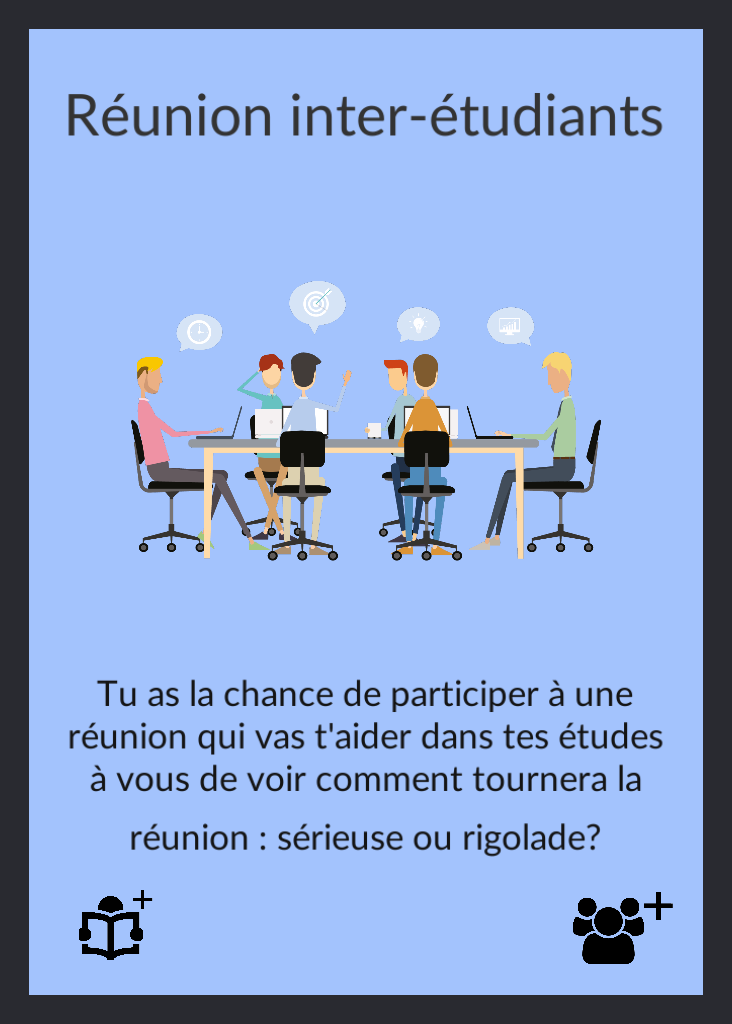 Réunion inter-étudiants
Tu as la chance de participer à une
réunion qui vas t'aider dans tes études
à vous de voir comment tournera la
réunion : sérieuse ou rigolade?